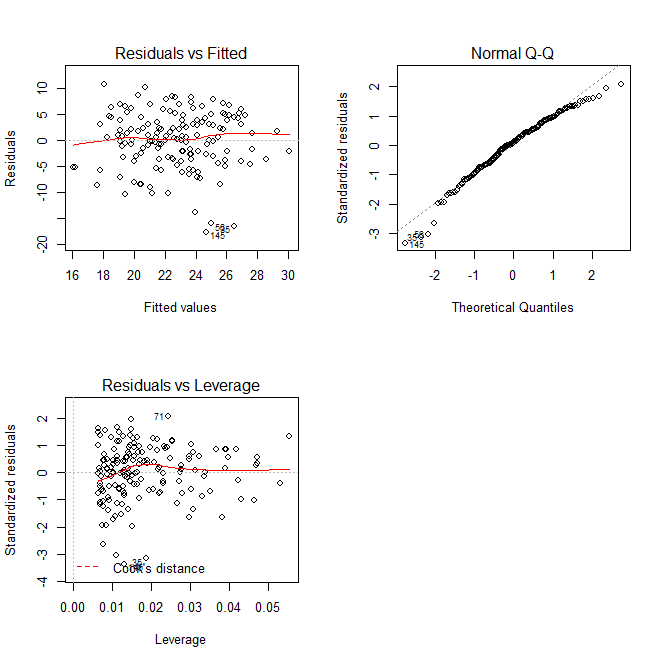 Residuals vs Fitted
Residuals
10
5
0
-5
-10
-20
145
16 18 20 22 24 26 28 30
Fitted values
Normal Q-Q
Standardized residuals
2
1
0
-1
-2
-3
145
-2 -1 0 1 2
Theoretical Quantiles
Residuals vs Leverage
Standardized residuals
2
1
0
-1
-2
-3
-4
71
Cook's distance
0.00 0.01 0.02 0.03 0.04 0.05
Leverage